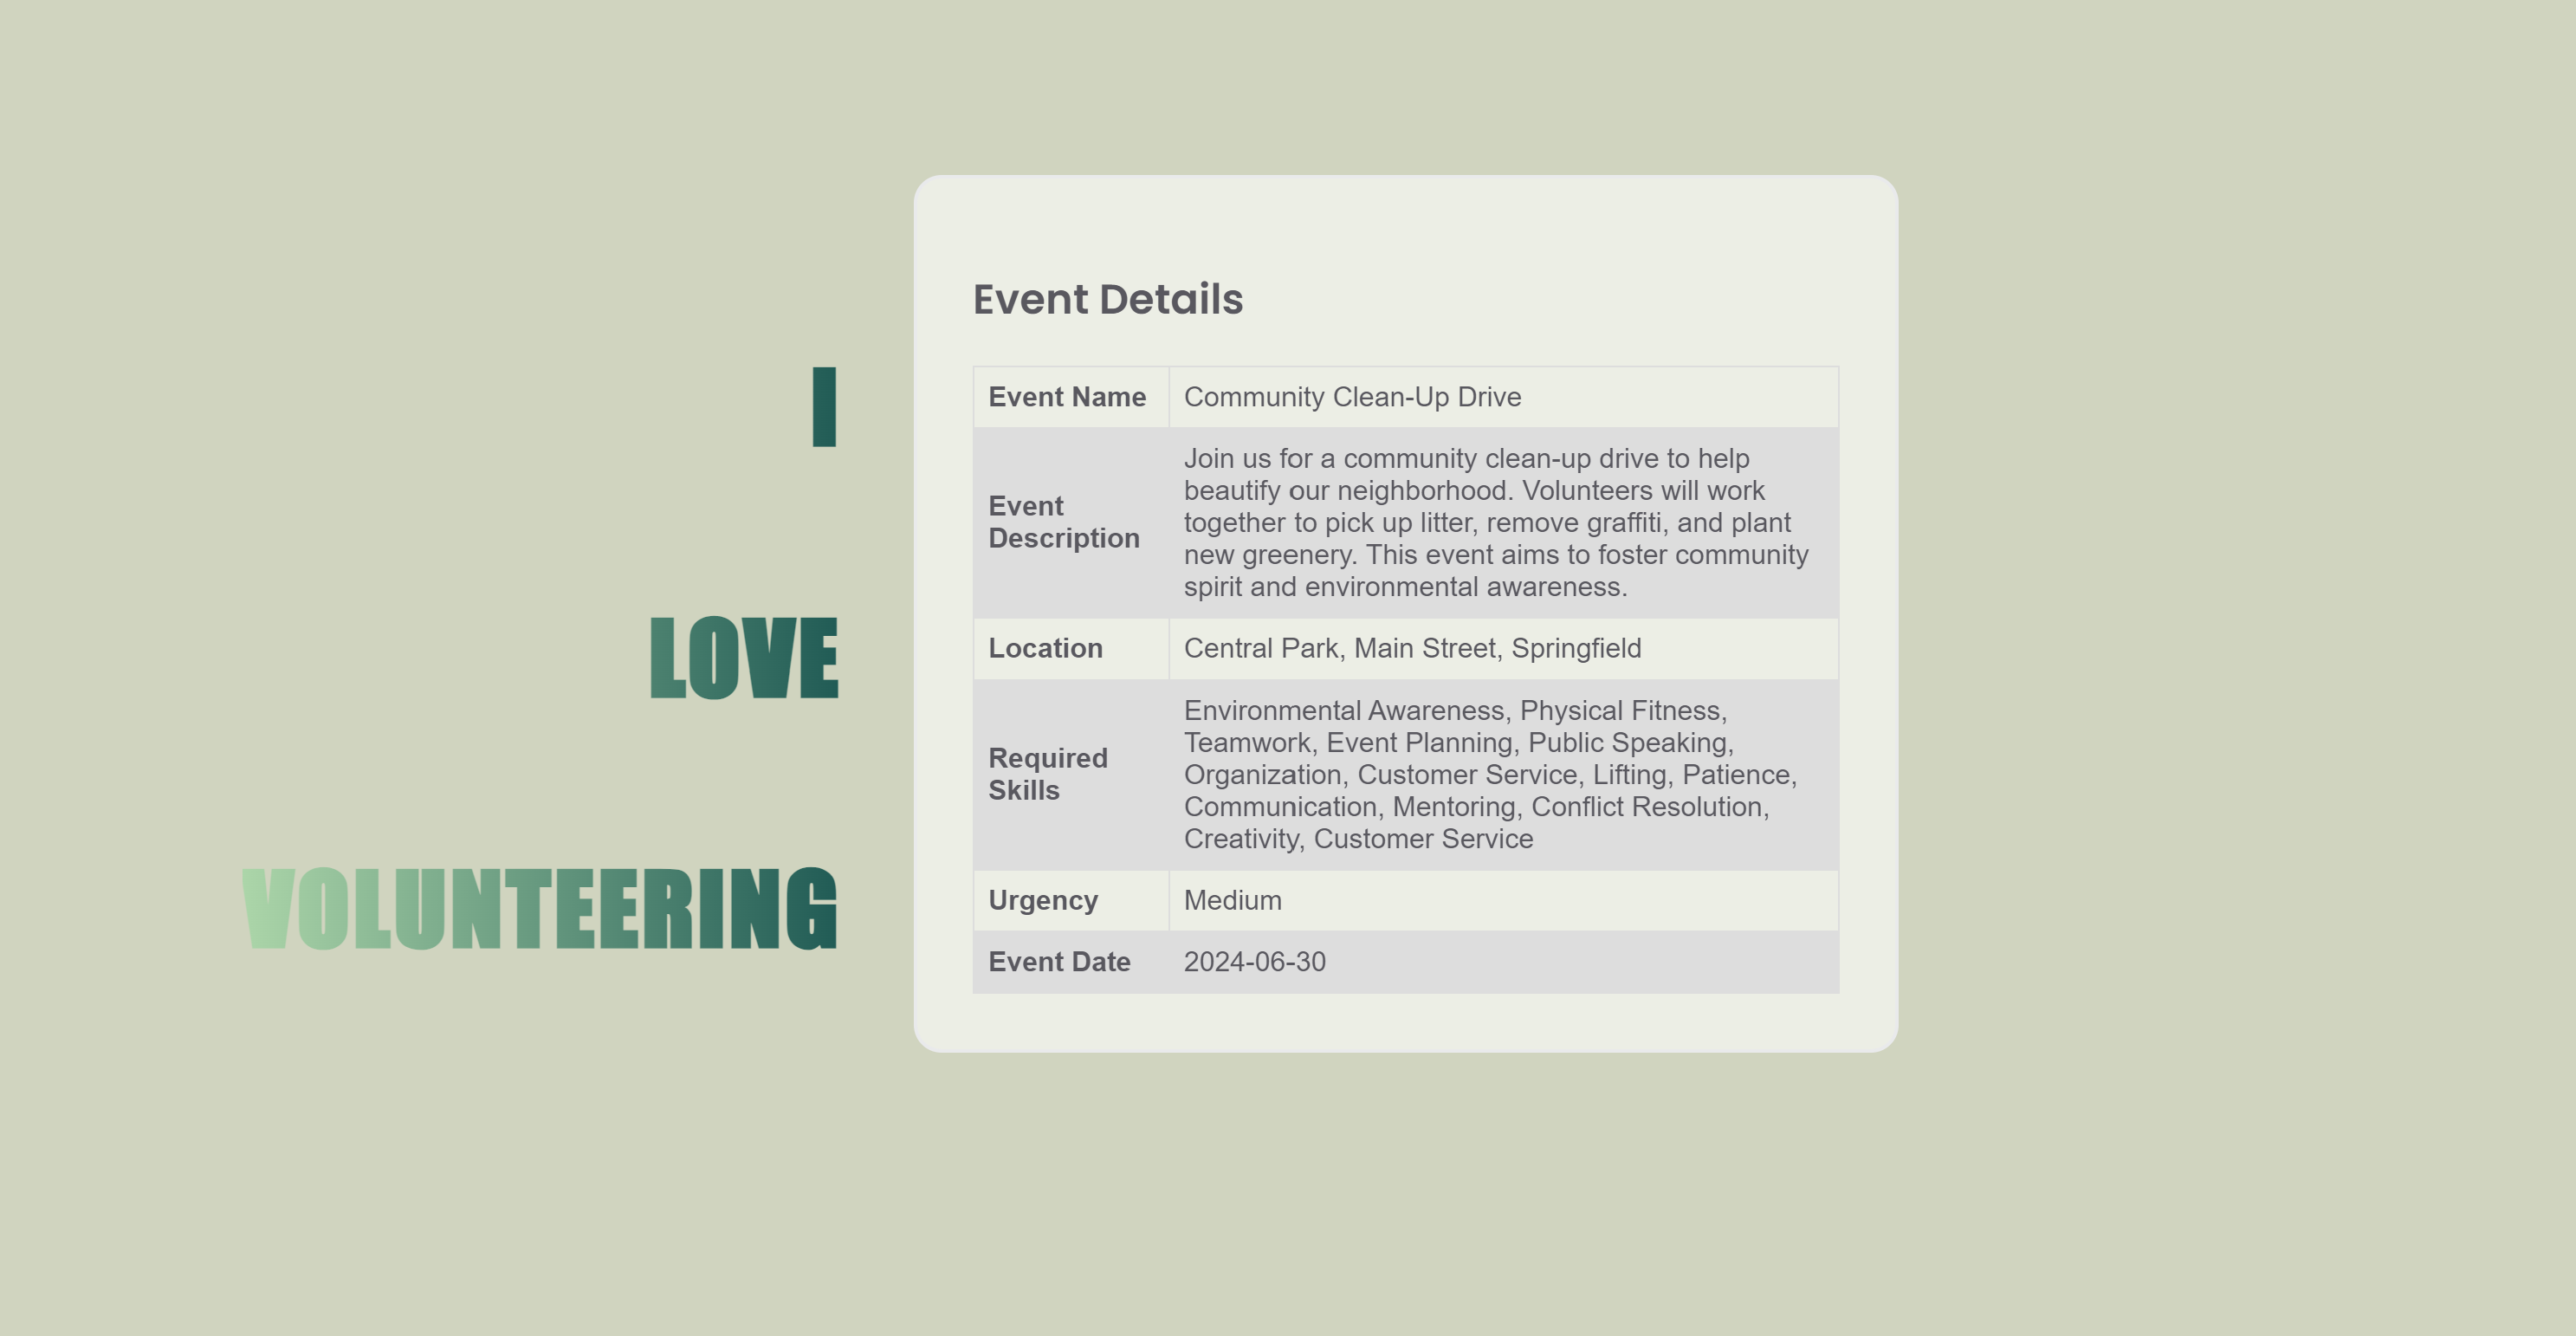 I
LOVE
VOLUNTEERING
Event Details
Event Name Community Clean-Up Drive
Event
Description
Join us for a community clean-up drive to help
beautify our neighborhood. Volunteers will work
together to pick up litter, remove graffiti, and plant
new greenery. This event aims to foster community
spirit and environmental awareness.
Location Central Park, Main Street, Springfield
Required
Skills
Environmental Awareness, Physical Fitness,
Teamwork, Event Planning, Public Speaking,
Organization, Customer Service, Lifting, Patience,
Communication, Mentoring, Conflict Resolution,
Creativity, Customer Service
Urgency Medium
Event Date 2024-06-30